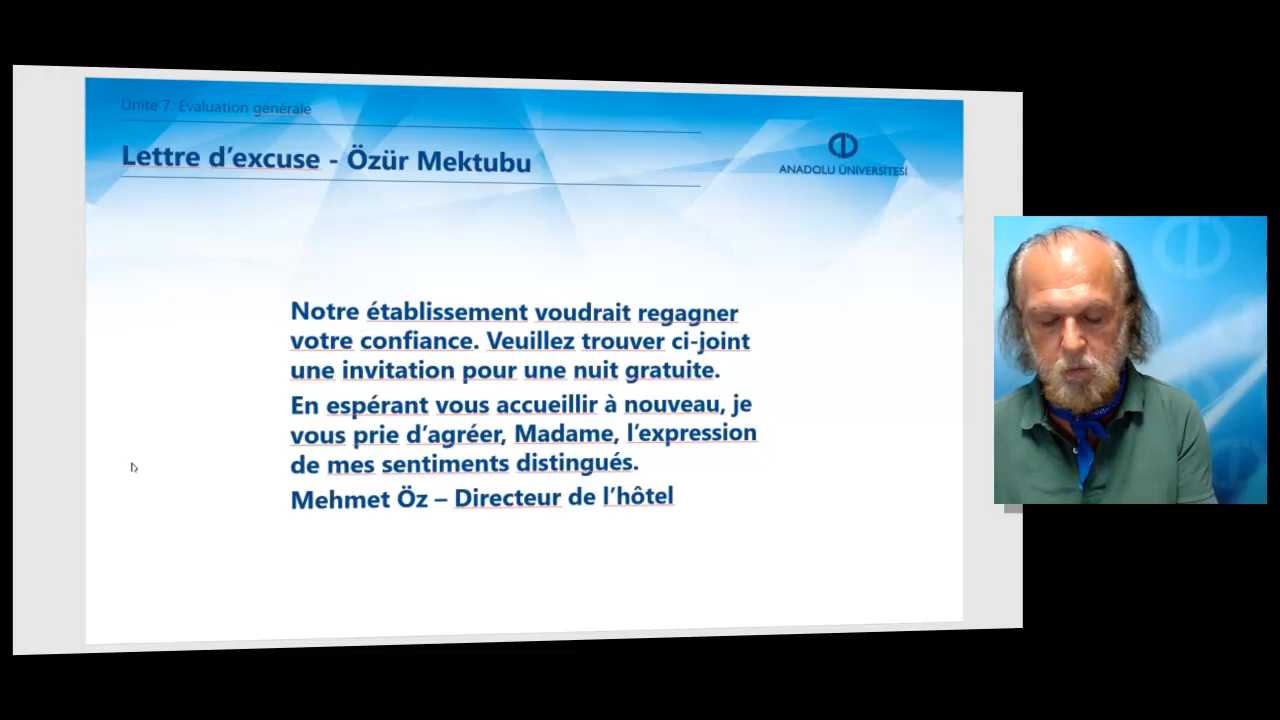 Ünite 7: Évaluation générale
Lettre d'excuse - Özür Mektubu
ANADOLU ÜNİVERSİTESİ
Notre établissement voudrait regagner
votre confiance. Veuillez trouver ci-joint
une invitation pour une nuit gratuite.
En espérant vous accueillir à nouveau, je
vous prie d'agréer, Madame, l'expression
de mes sentiments distingués.
Mehmet Öz – Directeur de l'hôtel